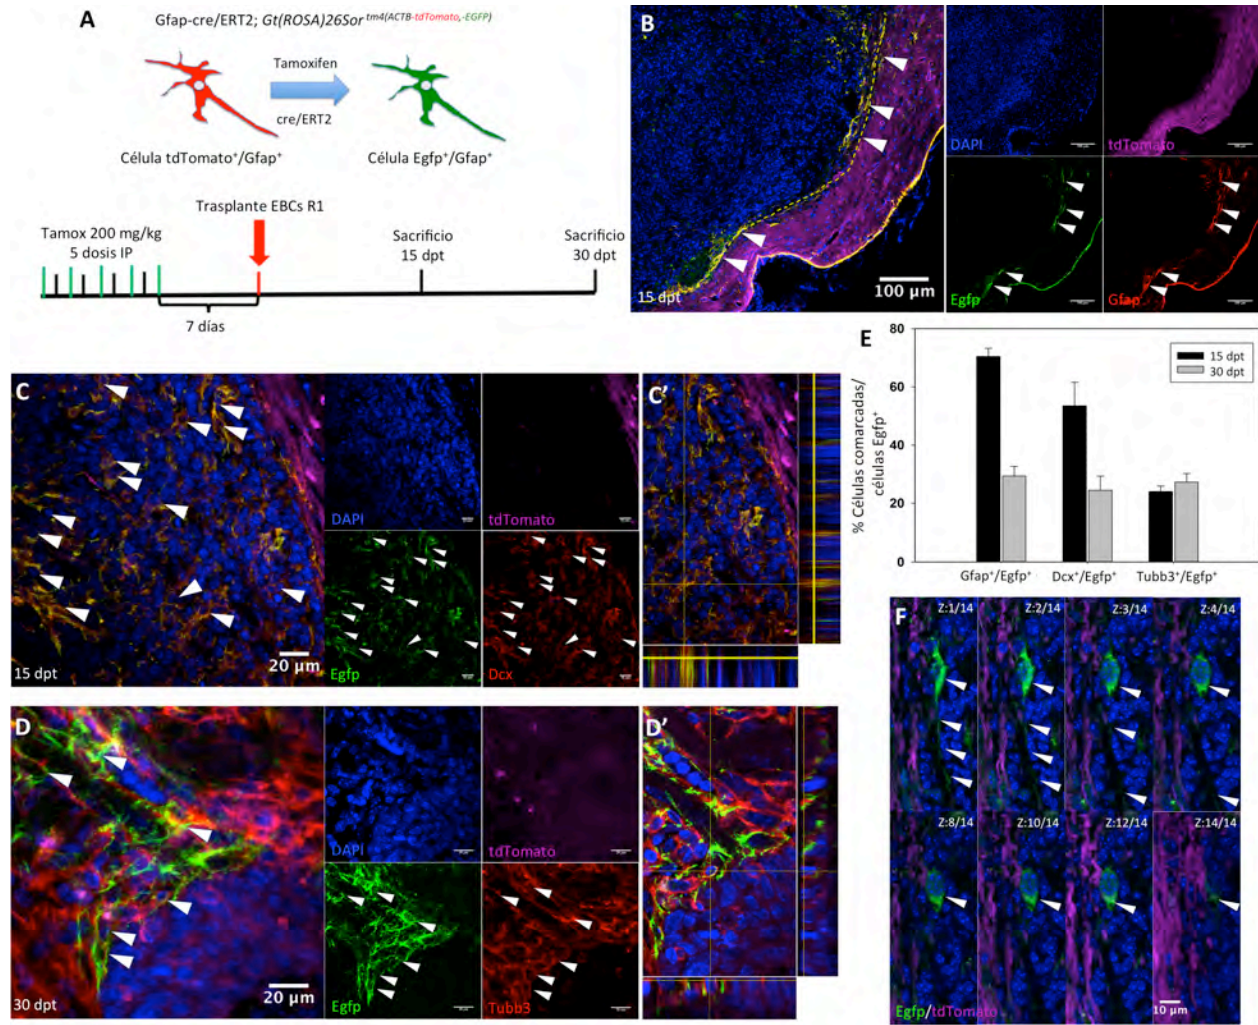 A
Gfap-cre/ERT2; Gt(ROSA)26Sor tm4(ACTB-tdTomato,-EGFP)
Tamoxifen
cre/ERT2
Célula tdTomato⁺/Gfap⁺
Célula Egfp⁺/Gfap⁺
Trasplante EBCs R1
Tamox 200 mg/kg
5 dosis IP
Sacrificio
15 dpt
Sacrificio
30 dpt
7 días
B
15 dpt
100 µm
DAPI
tdTomato
Egfp
Gfap
C
15 dpt
20 µm
DAPI
tdTomato
Egfp
Dcx
C'
D
30 dpt
20 µm
DAPI
tdTomato
Egfp
Tubb3
D'
E
% Células comarcadas/
células Egfp⁺
80
60
40
20
0
15 dpt
30 dpt
Gfap⁺/Egfp⁺
Dcx⁺/Egfp⁺
Tubb3⁺/Egfp⁺
F
Z:1/14
Z:2/14
Z:3/14
Z:4/14
Z:8/14
Z:10/14
Z:12/14
Z:14/14
Egfp/tdTomato
10 µm